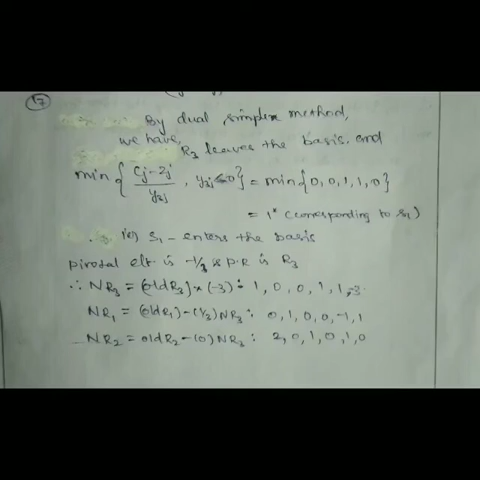 17
By dual simplex method,
we have,
R3 leaves the basis, and
min { Cj-Zj / y3j , y3j ≤ 0 } = min { 0, 0, 1, 1, 0 }
= 1* (corresponding to S1)
(ie) S1 - enters the basis
pivotal elt is -1/3 & P.R is R3
∴ NR3 = (old R3) x (-3) : 1, 0, 0, 1, 1, -3
NR1 = (old R1) - (1/3) NR3 : 0, 1, 0, 0, -1, 1
NR2 = old R2 - (0) NR3 : 2, 0, 1, 0, 1, 0